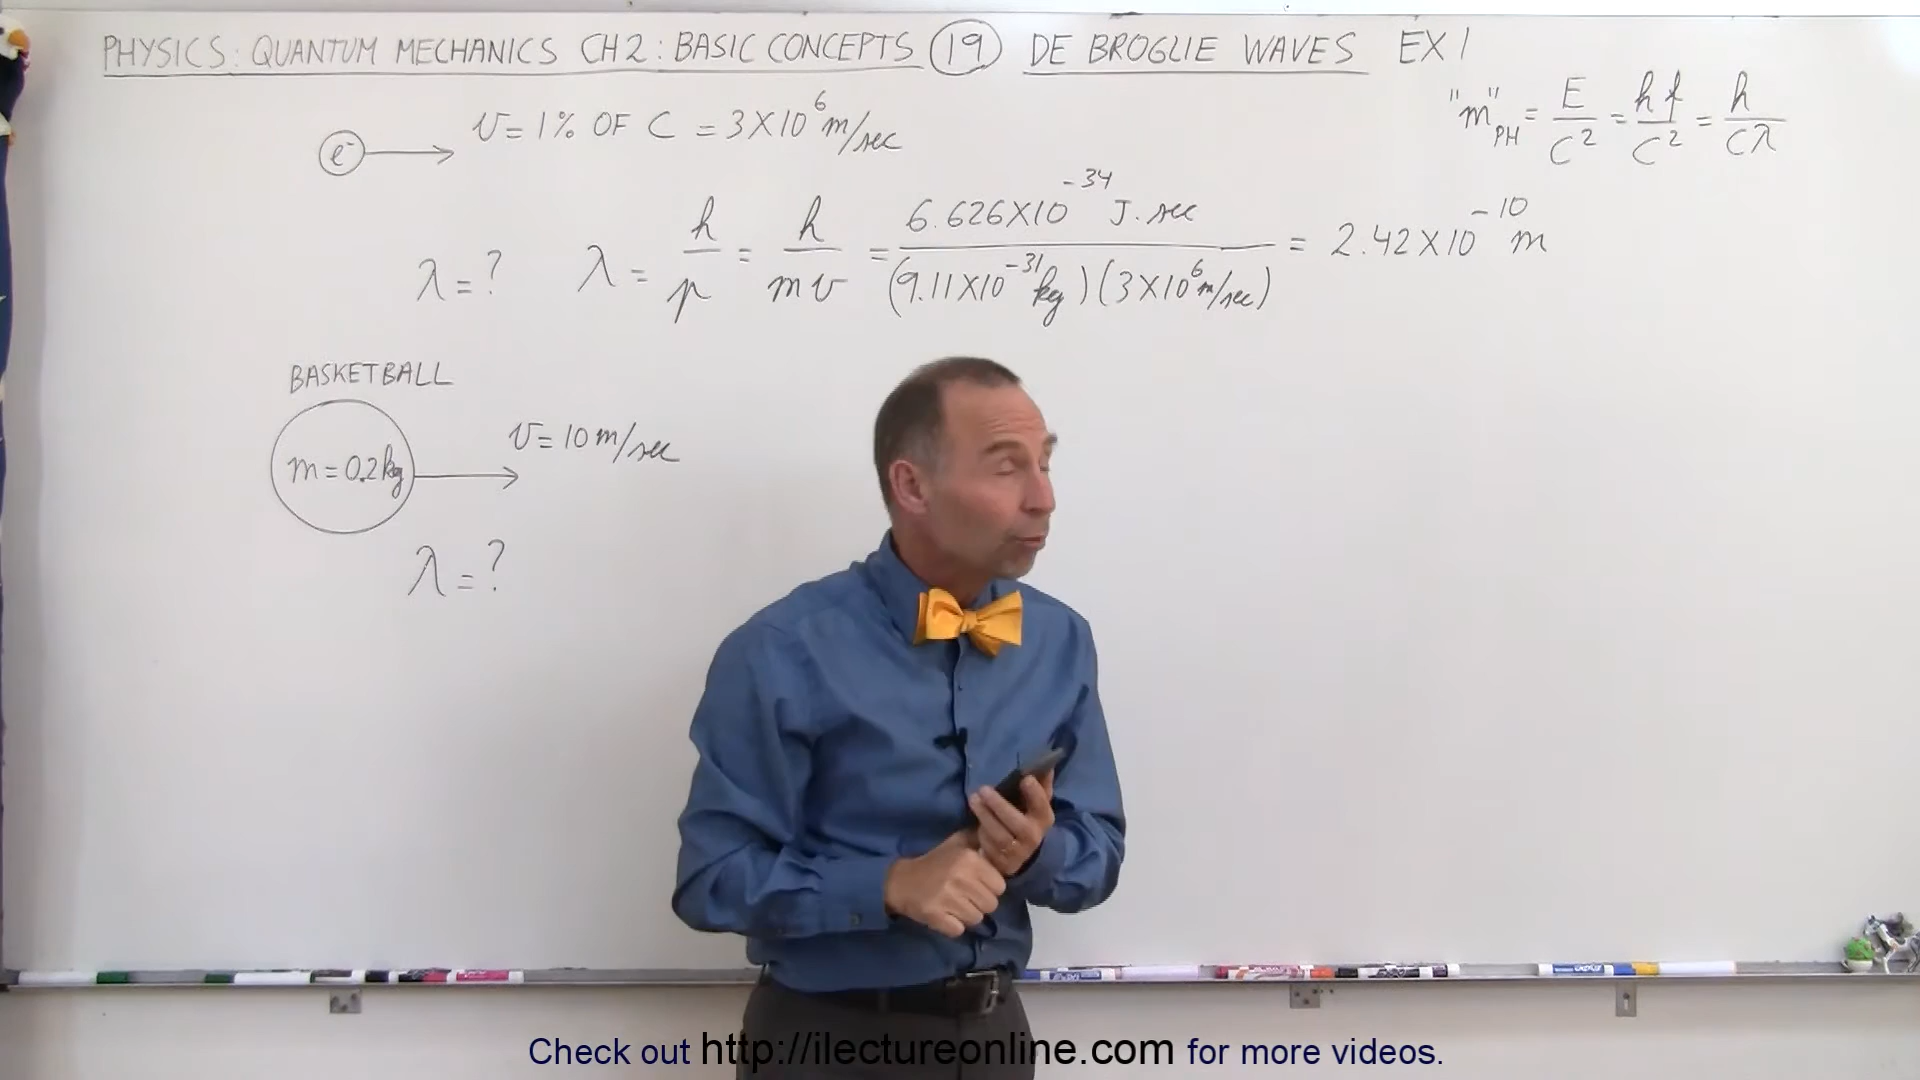 PHYSICS: QUANTUM MECHANICS CH 2: BASIC CONCEPTS (19) DE BROGLIE WAVES EX 1
"m"PH = E/C² = hf/C² = h/Cλ
e⁻ → v = 1% OF C = 3X10⁶ m/sec
λ = ? λ = h/p = h/mv = 6.626X10⁻³⁴ J. sec / (9.11X10⁻³¹ kg)(3X10⁶ m/sec) = 2.42X10⁻¹⁰ m
BASKETBALL
m = 0.2 kg → v = 10 m/sec
λ = ?
Check out http://ilectureonline.com for more videos.